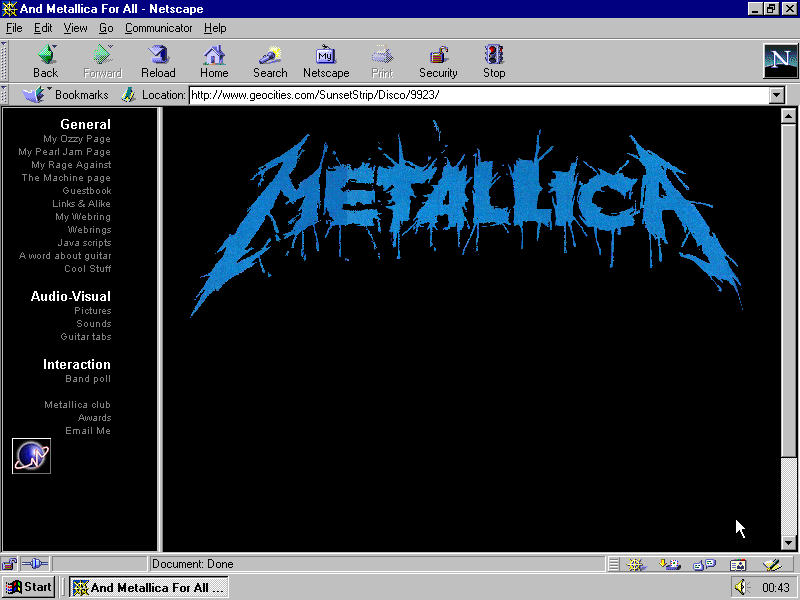 And Metallica For All - Netscape
File Edit View Go Communicator Help
My
N
Back Forward Reload Home Search Netscape Print Security Stop
Bookmarks Location: http://www.geocities.com/SunsetStrip/Disco/9923/
METALLICA
General
My Ozzy Page
My Pearl Jam Page
My Rage Against
The Machine page
Guestbook
Links & Alike
My Webring
Webrings
Java scripts
A word about guitar
Cool Stuff
Audio-Visual
Pictures
Sounds
Guitar tabs
Interaction
Band poll
Metallica club
Awards
Email Me
Document: Done
Start And Metallica For All ... 00:43